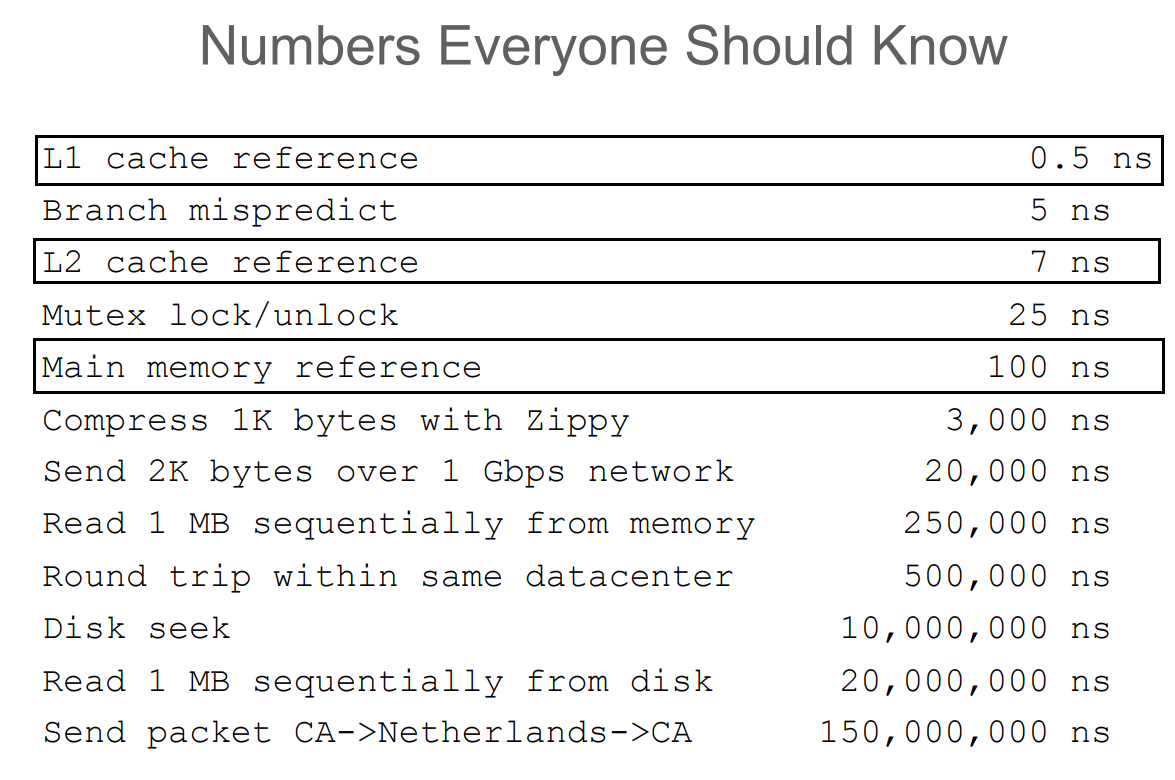 Numbers Everyone Should Know
L1 cache reference 0.5 ns
Branch mispredict 5 ns
L2 cache reference 7 ns
Mutex lock/unlock 25 ns
Main memory reference 100 ns
Compress 1K bytes with Zippy 3,000 ns
Send 2K bytes over 1 Gbps network 20,000 ns
Read 1 MB sequentially from memory 250,000 ns
Round trip within same datacenter 500,000 ns
Disk seek 10,000,000 ns
Read 1 MB sequentially from disk 20,000,000 ns
Send packet CA->Netherlands->CA 150,000,000 ns